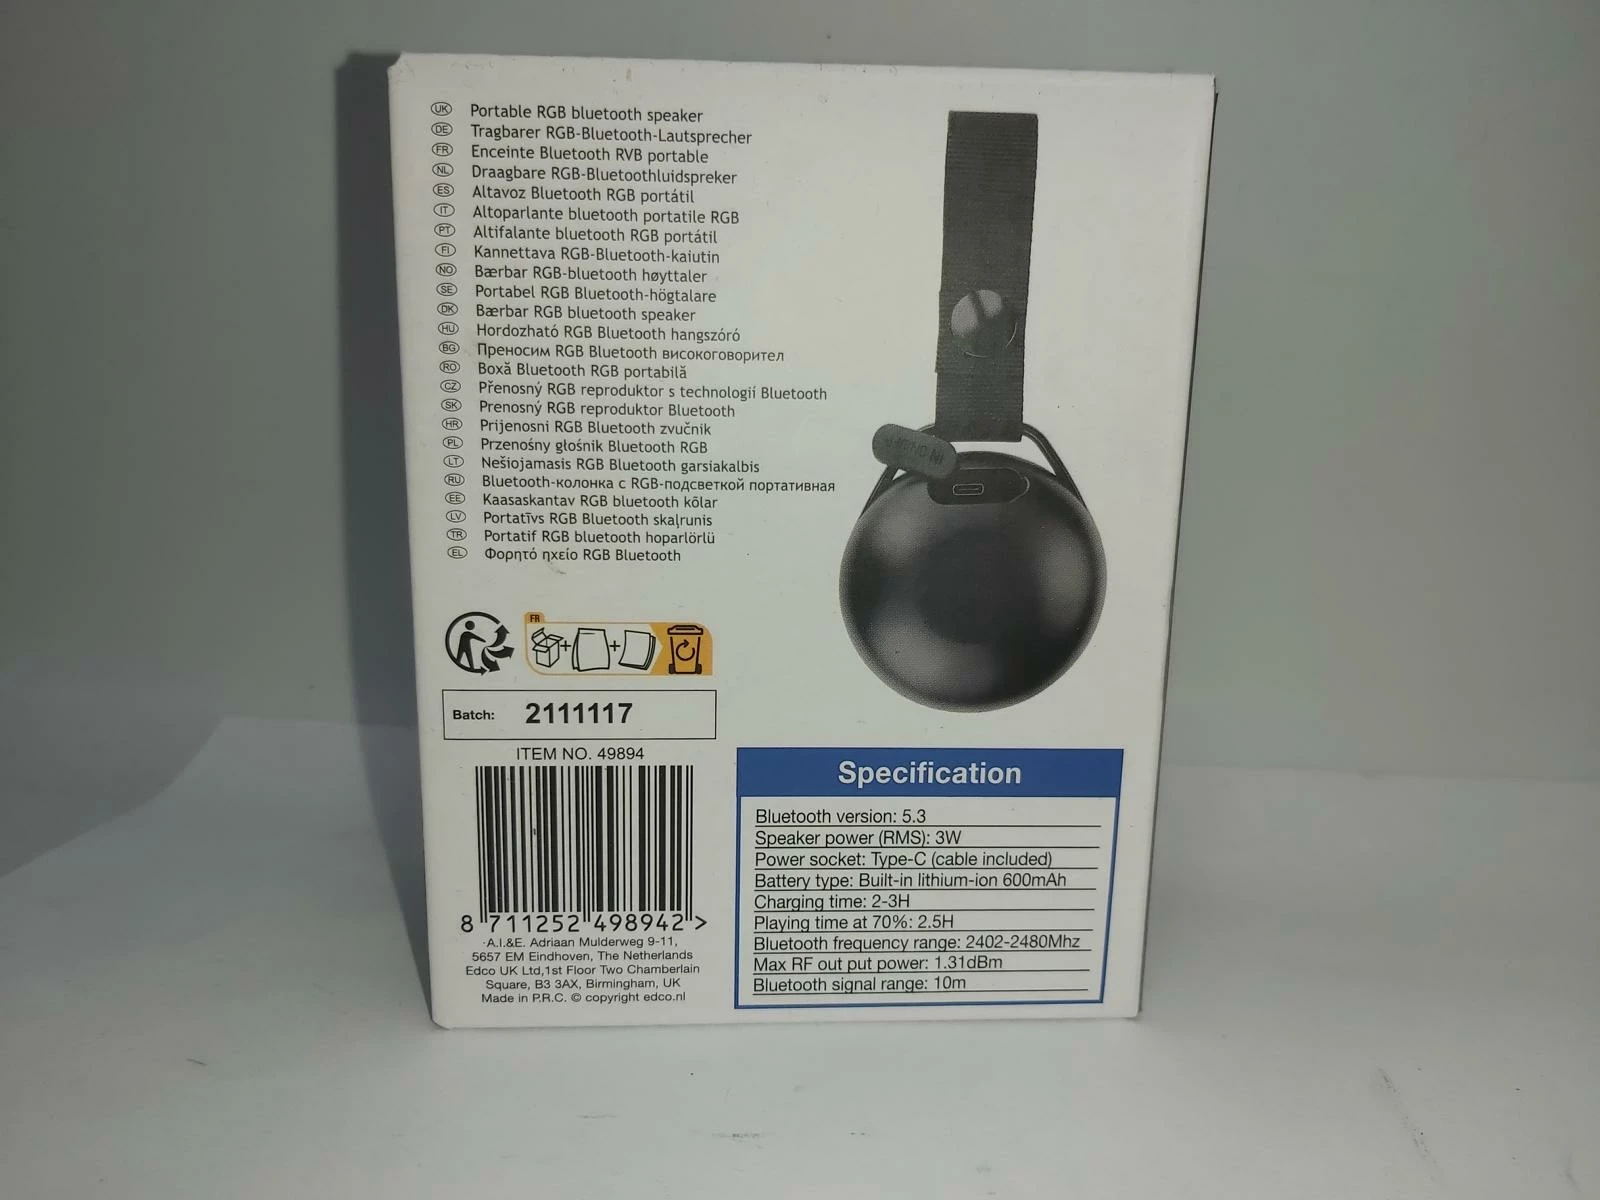 UK Portable RGB bluetooth speaker
DE Tragbarer RGB-Bluetooth-Lautsprecher
FR Enceinte Bluetooth RVB portable
NL Draagbare RGB-Bluetoothluidspreker
ES Altavoz Bluetooth RGB portátil
IT Altoparlante bluetooth portatile RGB
PT Altifalante bluetooth RGB portátil
FI Kannettava RGB-Bluetooth-kaiutin
NO Bærbar RGB-bluetooth høyttaler
SE Portabel RGB Bluetooth-högtalare
DK Bærbar RGB bluetooth speaker
HU Hordozható RGB Bluetooth hangszóró
BG Преносим RGB Bluetooth високоговорител
RO Boxă Bluetooth RGB portabilă
CZ Přenosný RGB reproduktor s technologií Bluetooth
SK Prenosný RGB reproduktor Bluetooth
HR Prijenosni RGB Bluetooth zvučnik
PL Przenośny głośnik Bluetooth RGB
LT Nešiojamasis RGB Bluetooth garsiakalbis
RU Bluetooth-колонка с RGB-подсветкой портативная
EE Kaasaskantav RGB bluetooth kõlar
LV Portatīvs RGB Bluetooth skaļrunis
TR Portatif RGB bluetooth hoparlörlü
EL Φορητό ηχείο RGB Bluetooth
FR
Batch: 2111117
ITEM NO. 49894
8 711252 498942 >
A.I.&E. Adriaan Mulderweg 9-11,
5657 EM Eindhoven, The Netherlands
Edco UK Ltd,1st Floor Two Chamberlain
Square, B3 3AX, Birmingham, UK
Made in P.R.C. © copyright edco.nl
Specification
Bluetooth version: 5.3
Speaker power (RMS): 3W
Power socket: Type-C (cable included)
Battery type: Built-in lithium-ion 600mAh
Charging time: 2-3H
Playing time at 70%: 2.5H
Bluetooth frequency range: 2402-2480Mhz
Max RF out put power: 1.31dBm
Bluetooth signal range: 10m